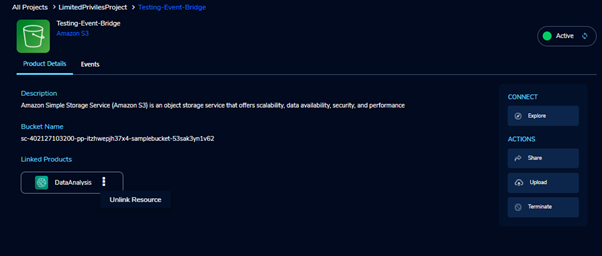 All Projects > LimitedPrivilesProject > Testing-Event-Bridge
Testing-Event-Bridge
Amazon S3
Active
Product Details
Events
Description
Amazon Simple Storage Service (Amazon S3) is an object storage service that offers scalability, data availability, security, and performance
Bucket Name
sc-402127103200-pp-itzhwepjh37x4-samplebucket-53sak3yn1v62
Linked Products
DataAnalysis
Unlink Resource
CONNECT
Explore
ACTIONS
Share
Upload
Terminate